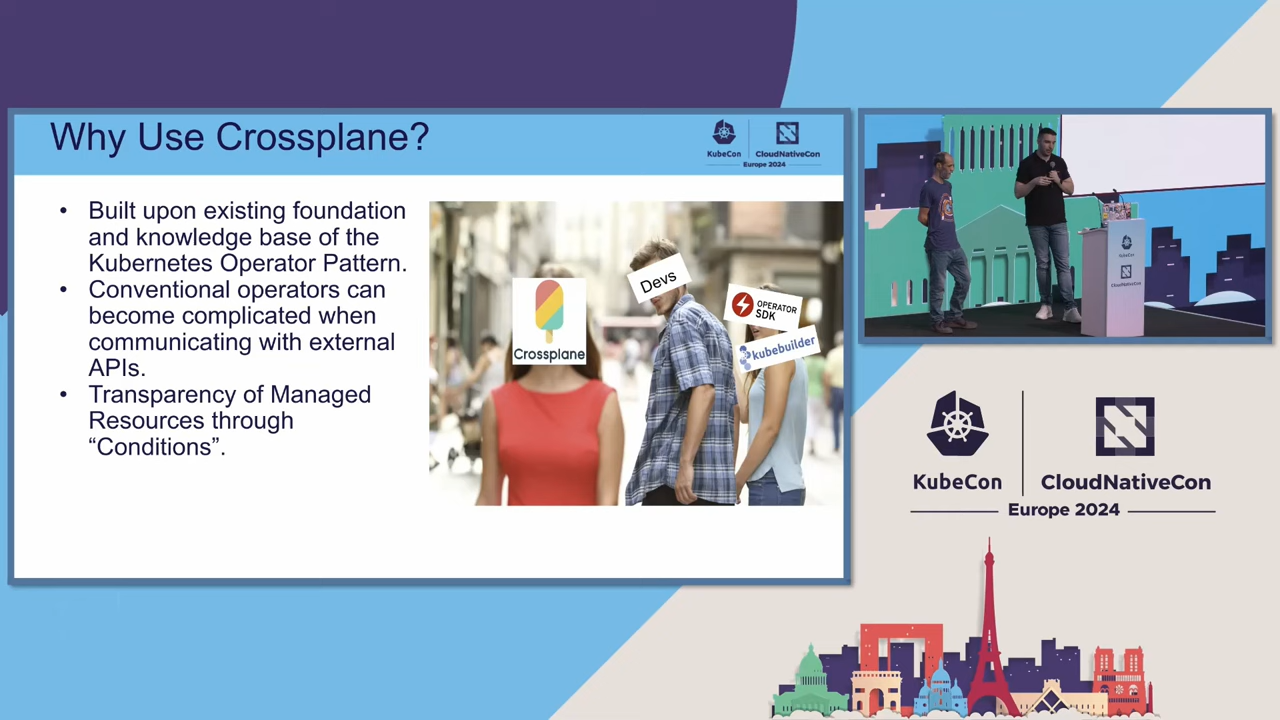 Why Use Crossplane?
KubeCon
CloudNativeCon
Europe 2024
• Built upon existing foundation
and knowledge base of the
Kubernetes Operator Pattern.
• Conventional operators can
become complicated when
communicating with external
APIs.
• Transparency of Managed
Resources through
“Conditions”.
Crossplane
Devs
OPERATOR
SDK
kubebuilder
KubeCon
CloudNativeCon
KubeCon
CloudNativeCon
Europe 2024